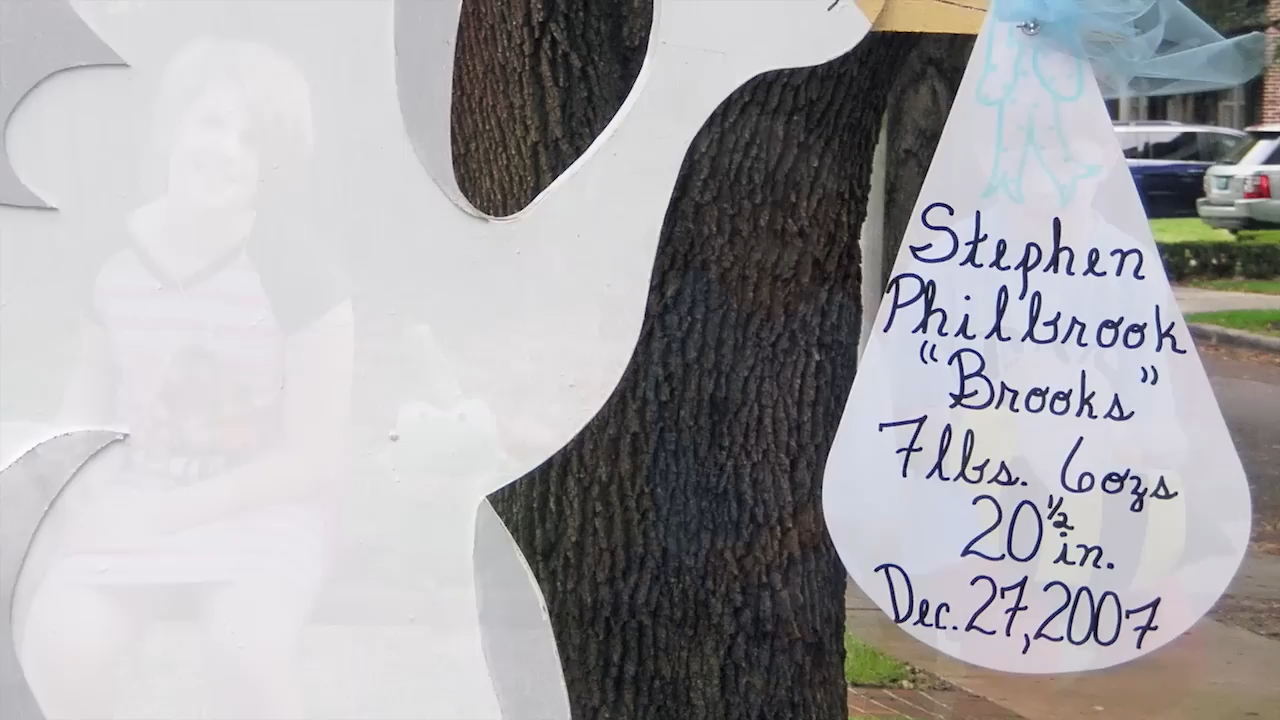 Stephen
Philbrook
"Brooks"
7lbs. 6ozs
20½ in.
Dec. 27, 2007